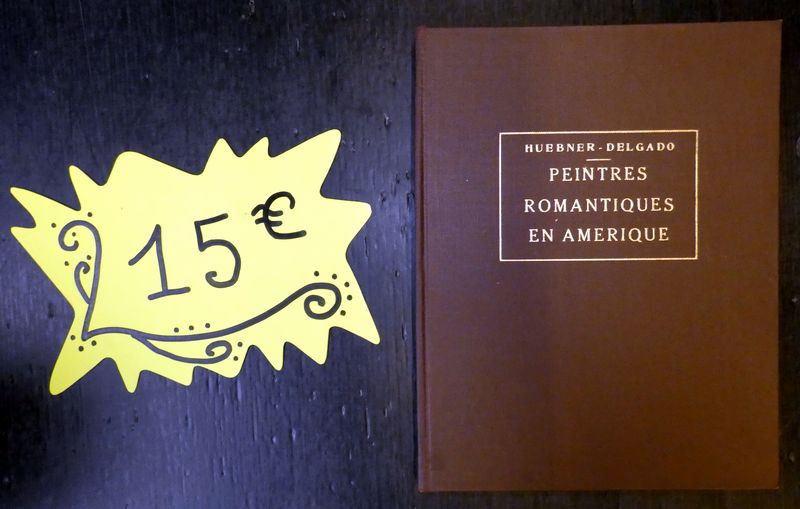 15 €
HUEBNER-DELGADO
PEINTRES
ROMANTIQUES
EN AMERIQUE